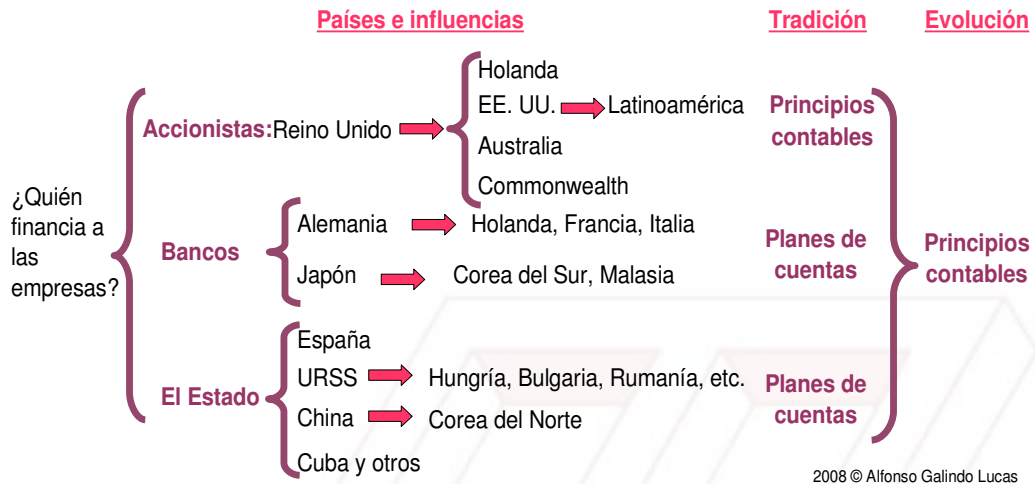 Países e influencias
Tradición
Evolución
¿Quién
financia a
las
empresas?
Accionistas: Reino Unido
Holanda
EE. UU.
Latinoamérica
Australia
Commonwealth
Principios
contables
Bancos
Alemania
Holanda, Francia, Italia
Japón
Corea del Sur, Malasia
Planes de
cuentas
El Estado
España
URSS
Hungría, Bulgaria, Rumanía, etc.
China
Corea del Norte
Cuba y otros
Planes de
cuentas
Principios
contables
2008 © Alfonso Galindo Lucas